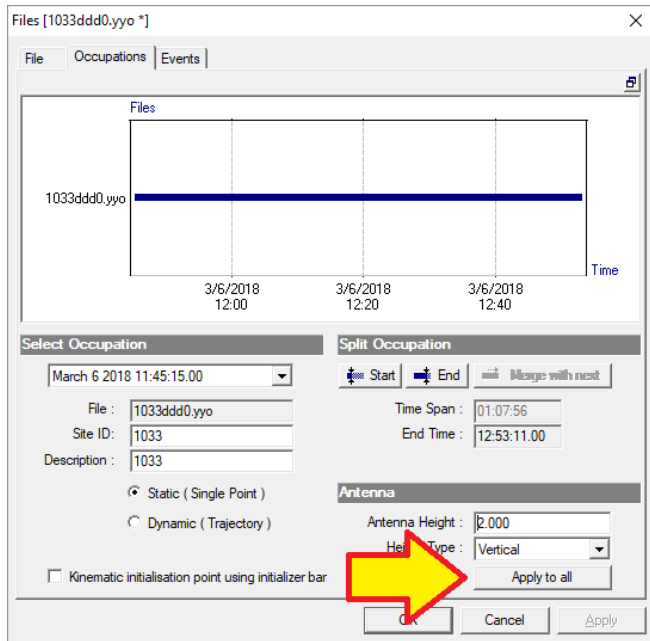 Files [1033ddd0.yyo *]
File Occupations Events
Files
1033ddd0.yyo
Time
3/6/2018 3/6/2018 3/6/2018
12:00 12:20 12:40
Select Occupation
March 6 2018 11:45:15.00
File : 1033ddd0.yyo
Site ID: 1033
Description : 1033
Static ( Single Point )
Dynamic ( Trajectory )
Kinematic initialisation point using initializer bar
Split Occupation
Start End Merge with next
Time Span : 01:07:56
End Time : 12:53:11.00
Antenna
Antenna Height : 2.000
Type : Vertical
Apply to all
Cancel Apply